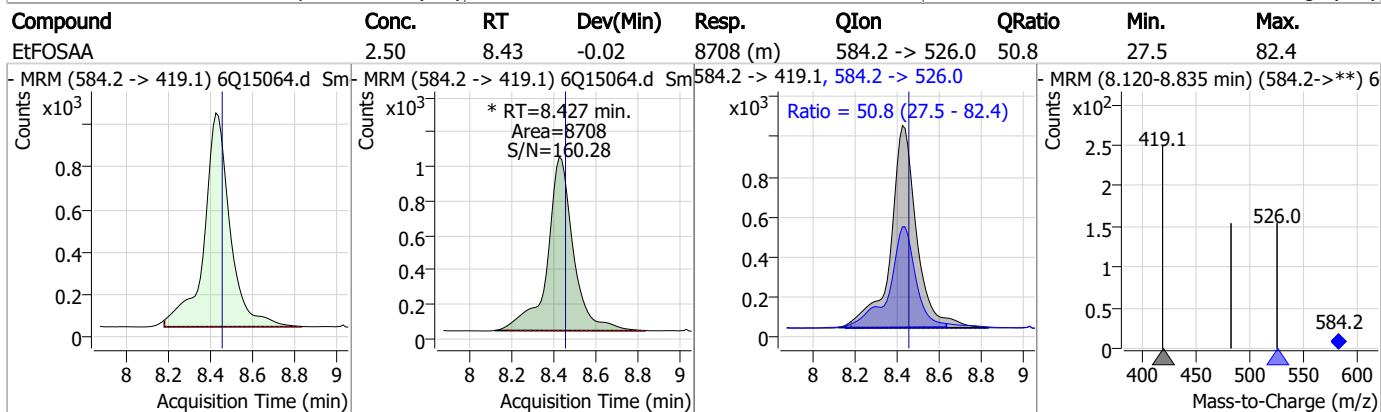 Compound Conc. RT Dev(Min) Resp. QIon QRatio Min. Max.
EtFOSAA 2.50 8.43 -0.02 8708 (m) 584.2 -> 526.0 50.8 27.5 82.4
- MRM (584.2 -> 419.1) 6Q15064.d Sm
Counts
x10³
0.8
0.6
0.4
0.2
0
8 8.2 8.4 8.6 8.8 9
Acquisition Time (min)
- MRM (584.2 -> 419.1) 6Q15064.d Sm
Counts
x10³
* RT=8.427 min.
Area=8708
S/N=160.28
1
0.8
0.6
0.4
0.2
0
8 8.2 8.4 8.6 8.8 9
Acquisition Time (min)
584.2 -> 419.1, 584.2 -> 526.0
x10³
Ratio = 50.8 (27.5 - 82.4)
0.8
0.6
0.4
0.2
0
8 8.2 8.4 8.6 8.8 9
Acquisition Time (min)
- MRM (8.120-8.835 min) (584.2->**) 6
Counts
x10²
419.1
2.5
2
526.0
1.5
1
0.5
584.2
0
400 450 500 550 600
Mass-to-Charge (m/z)